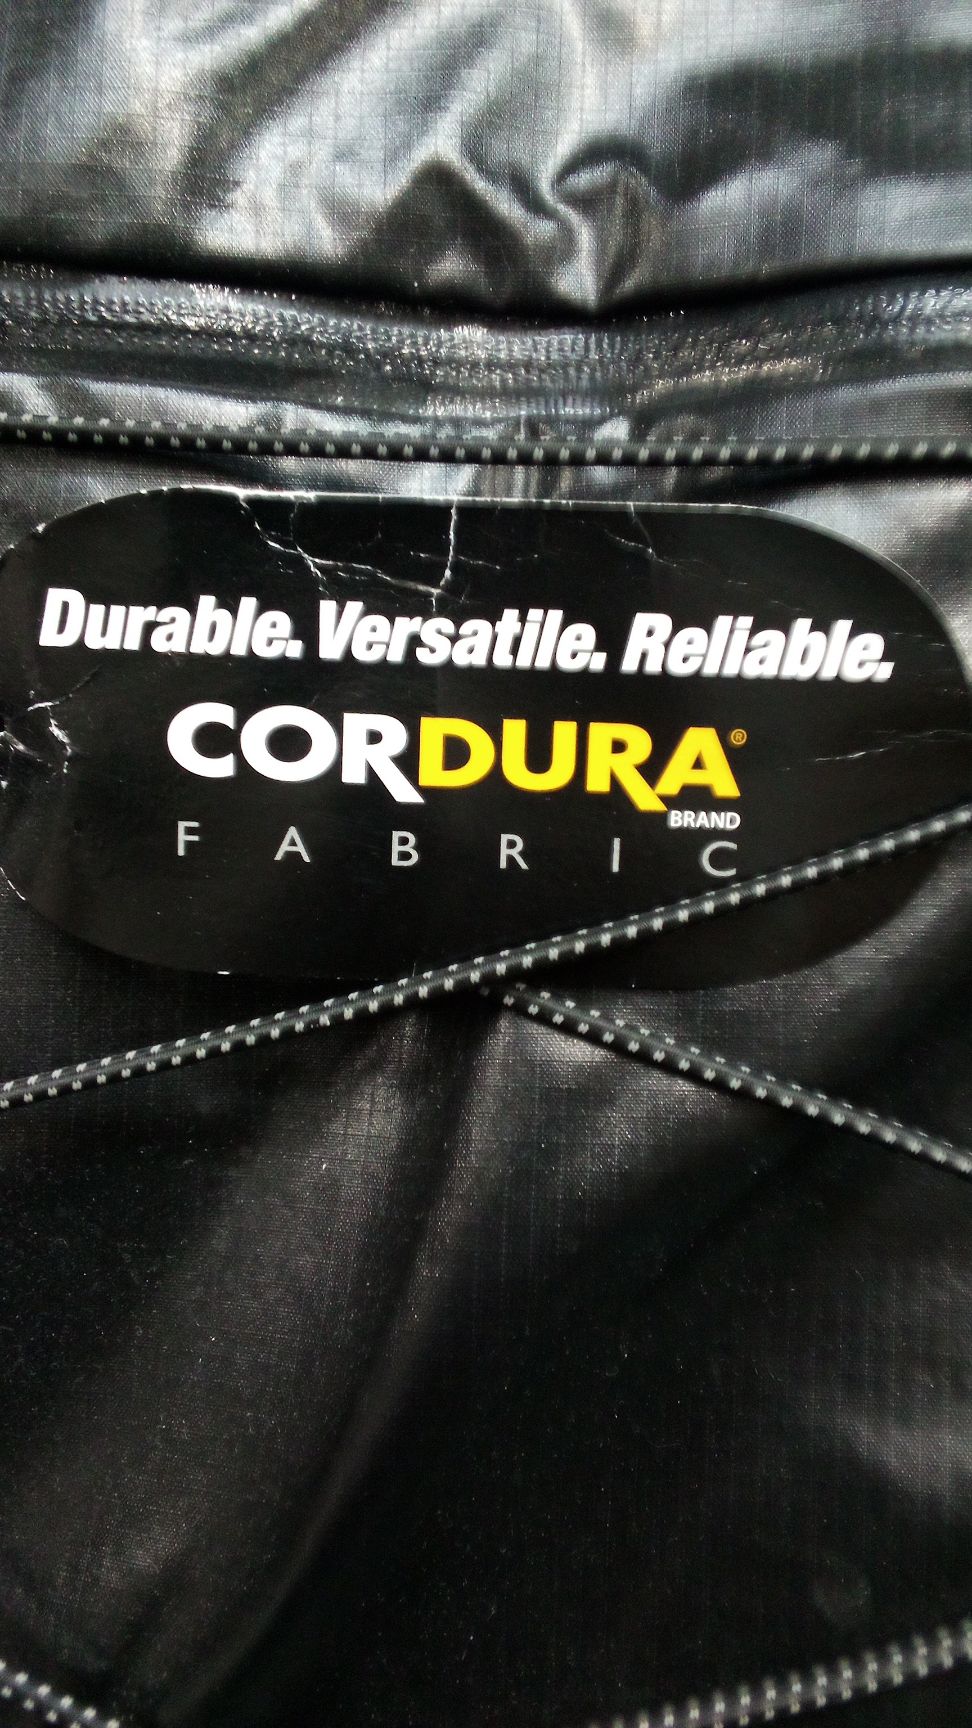 Durable. Versatile. Reliable.
CORDURA®
BRAND
FABRIC